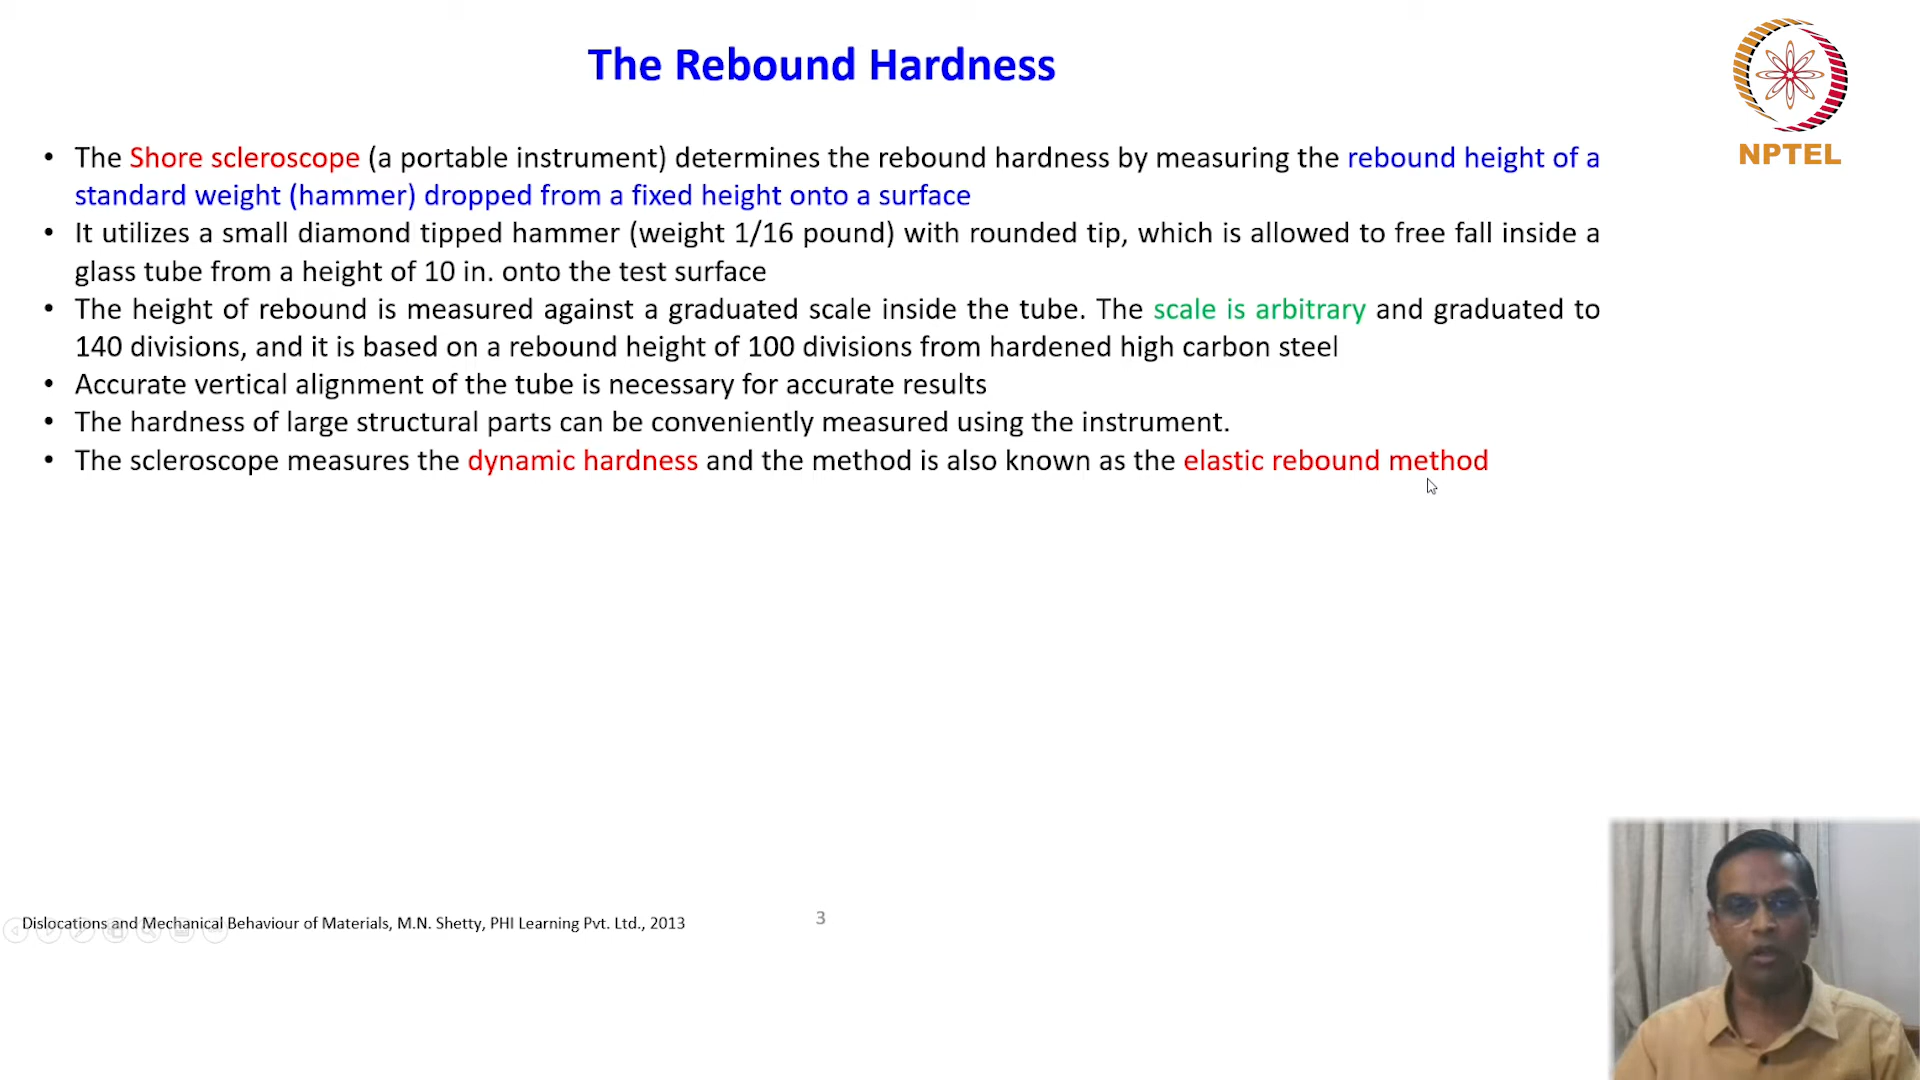 The Rebound Hardness
NPTEL
• The Shore scleroscope (a portable instrument) determines the rebound hardness by measuring the rebound height of a
standard weight (hammer) dropped from a fixed height onto a surface
• It utilizes a small diamond tipped hammer (weight 1/16 pound) with rounded tip, which is allowed to free fall inside a
glass tube from a height of 10 in. onto the test surface
• The height of rebound is measured against a graduated scale inside the tube. The scale is arbitrary and graduated to
140 divisions, and it is based on a rebound height of 100 divisions from hardened high carbon steel
• Accurate vertical alignment of the tube is necessary for accurate results
• The hardness of large structural parts can be conveniently measured using the instrument.
• The scleroscope measures the dynamic hardness and the method is also known as the elastic rebound method
Dislocations and Mechanical Behaviour of Materials, M.N. Shetty, PHI Learning Pvt. Ltd., 2013
3